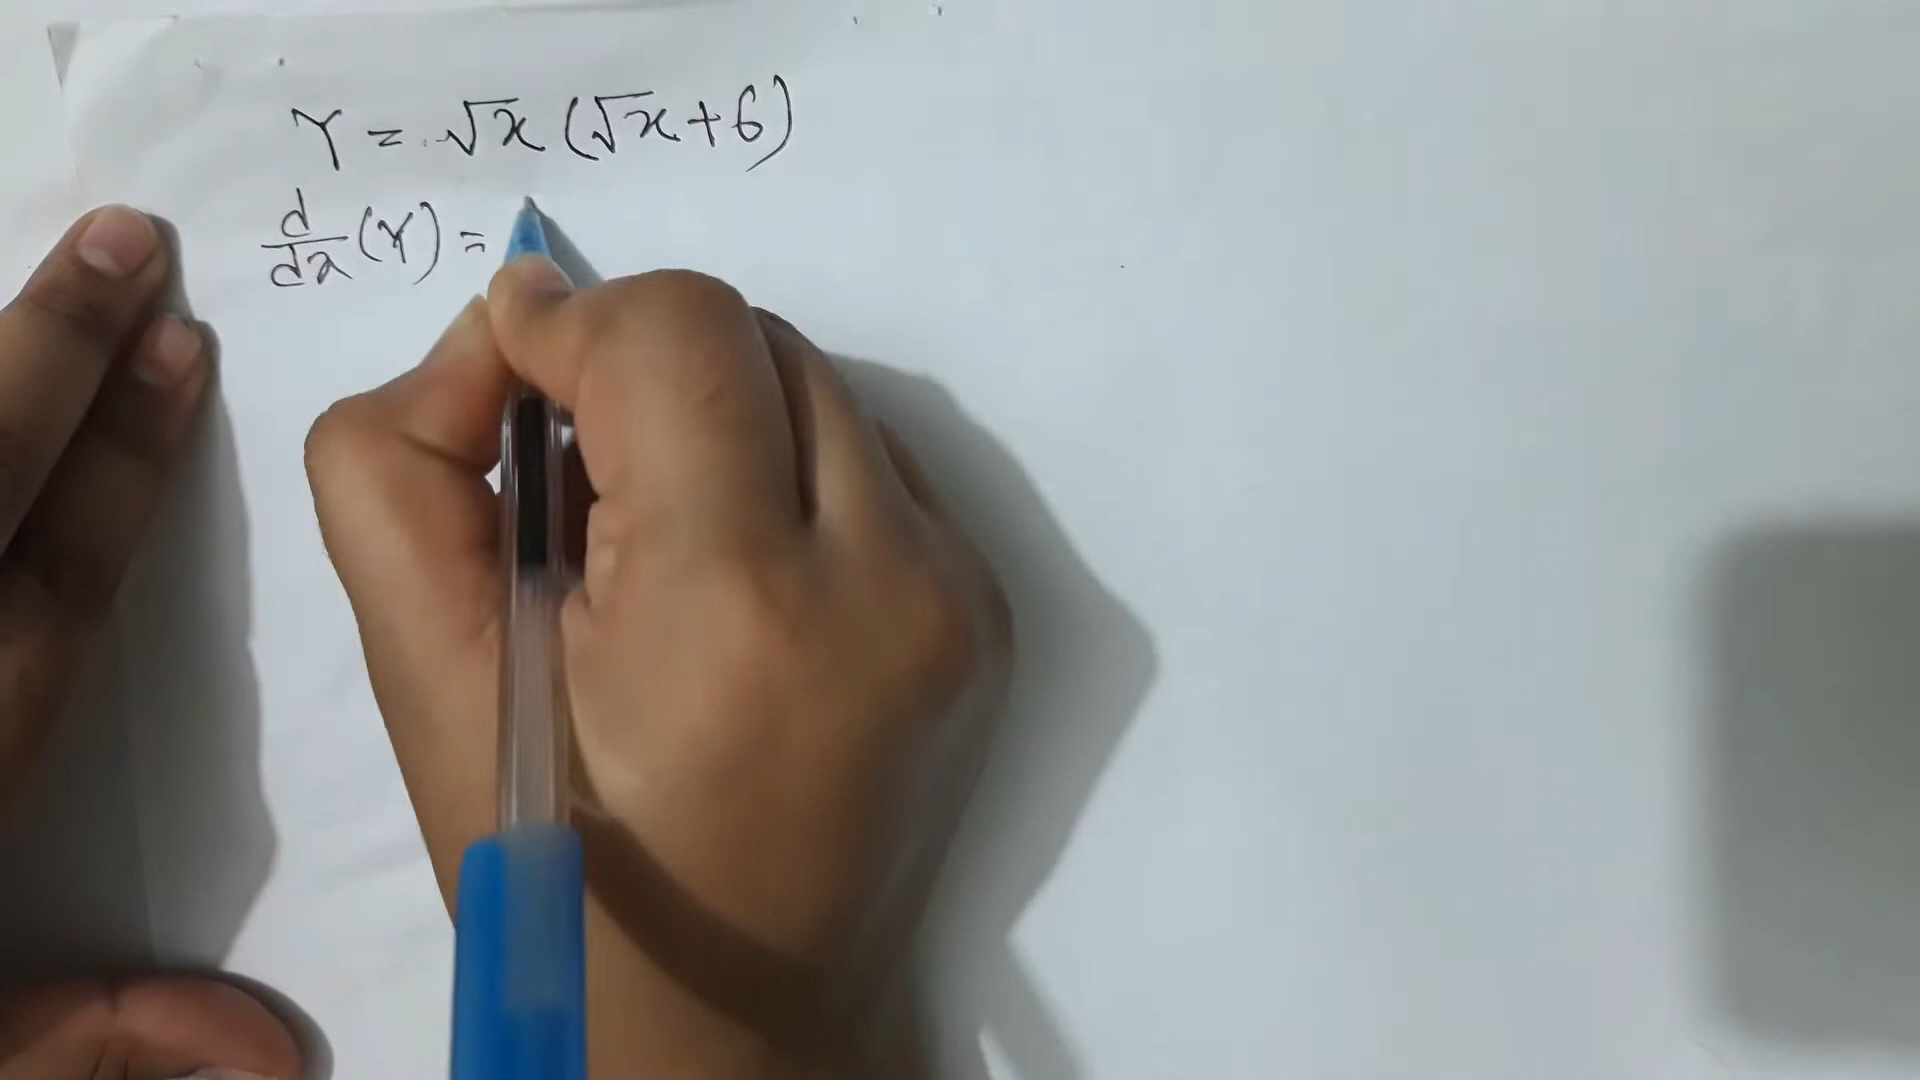 Y = √x (√x + 6)
d/dx (Y) =